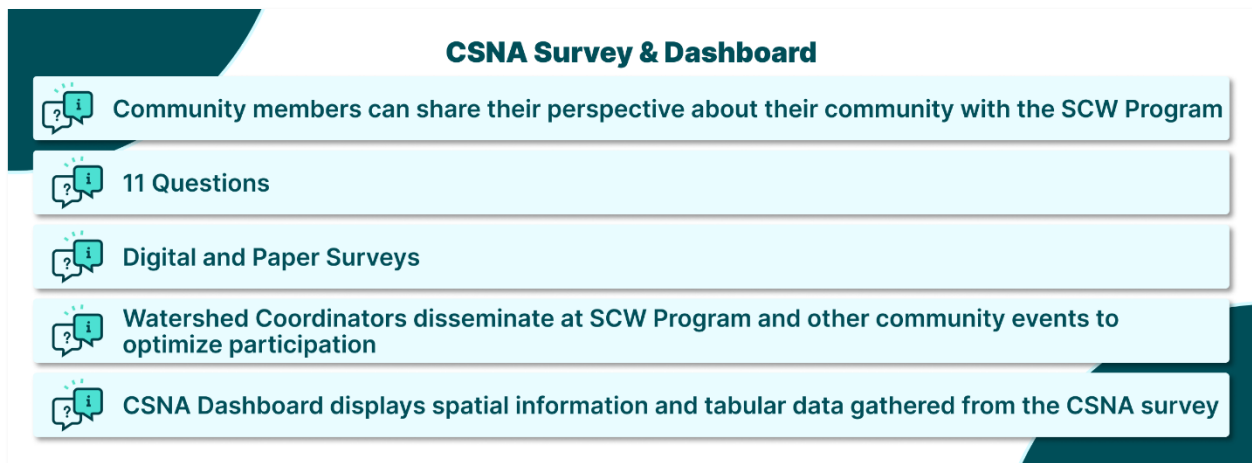 CSNA Survey & Dashboard
Community members can share their perspective about their community with the SCW Program
11 Questions
Digital and Paper Surveys
Watershed Coordinators disseminate at SCW Program and other community events to
optimize participation
CSNA Dashboard displays spatial information and tabular data gathered from the CSNA survey